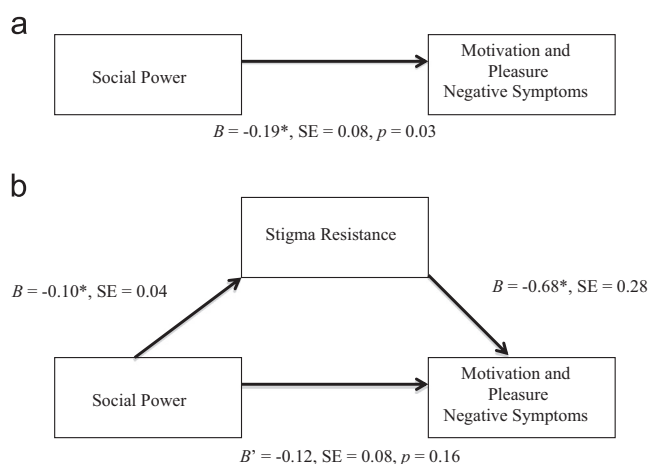 a
Social Power
Motivation and
Pleasure
Negative Symptoms
B = -0.19*, SE = 0.08, p = 0.03
b
Stigma Resistance
B = -0.10*, SE = 0.04
B = -0.68*, SE = 0.28
Social Power
Motivation and
Pleasure
Negative Symptoms
B’ = -0.12, SE = 0.08, p = 0.16